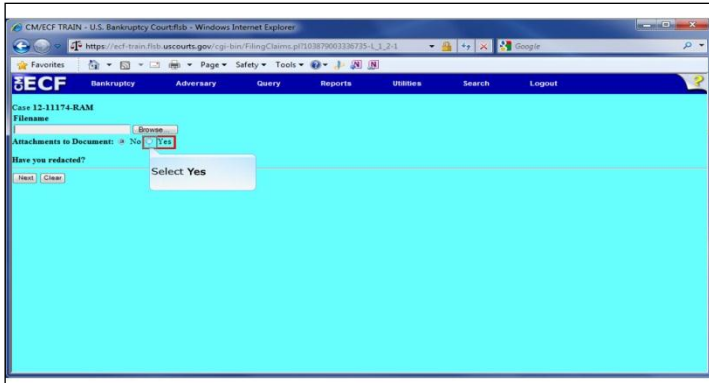 CM/ECF TRAIN - U.S. Bankruptcy Court:flsb - Windows Internet Explorer
https://ecf-train.flsb.uscourts.gov/cgi-bin/FilingClaims.pl?103879003336735-L_1_2-1
Google
Favorites Page Safety Tools
ECF Bankruptcy Adversary Query Reports Utilities Search Logout
Case 12-11174-RAM
Filename
Browse...
Attachments to Document: No Yes
Have you redacted?
Select Yes
Next Clear